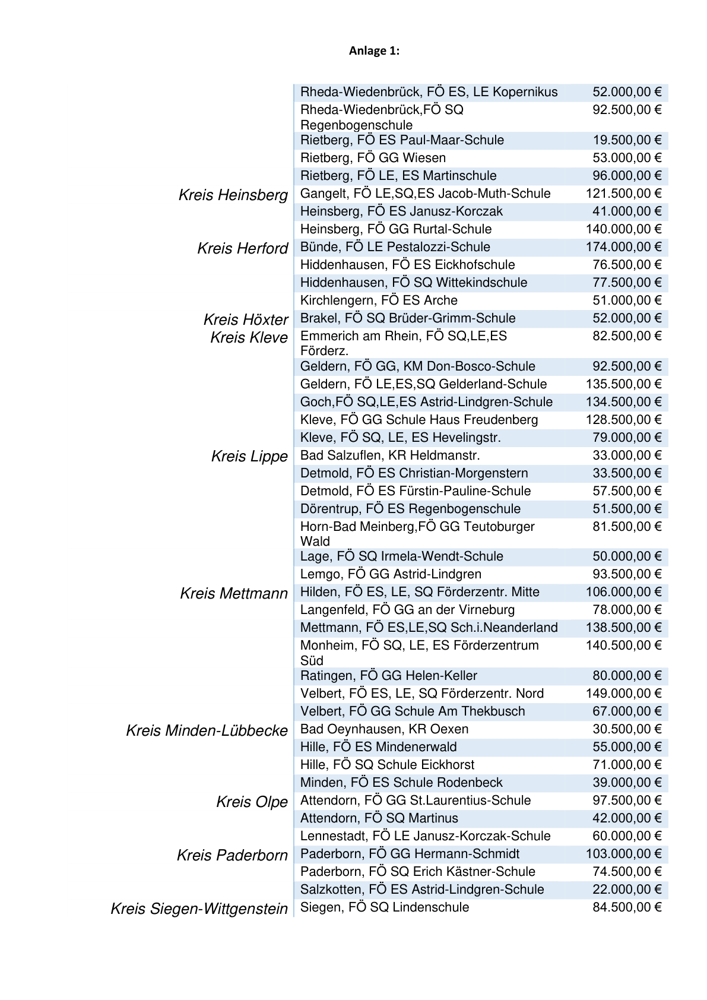 Anlage 1:
Rheda-Wiedenbrück, FÖ ES, LE Kopernikus 52.000,00 €
Rheda-Wiedenbrück,FÖ SQ 92.500,00 €
Regenbogenschule
Rietberg, FÖ ES Paul-Maar-Schule 19.500,00 €
Rietberg, FÖ GG Wiesen 53.000,00 €
Rietberg, FÖ LE, ES Martinschule 96.000,00 €
Kreis Heinsberg Gangelt, FÖ LE,SQ,ES Jacob-Muth-Schule 121.500,00 €
Heinsberg, FÖ ES Janusz-Korczak 41.000,00 €
Heinsberg, FÖ GG Rurtal-Schule 140.000,00 €
Kreis Herford Bünde, FÖ LE Pestalozzi-Schule 174.000,00 €
Hiddenhausen, FÖ ES Eickhofschule 76.500,00 €
Hiddenhausen, FÖ SQ Wittekindschule 77.500,00 €
Kirchlengern, FÖ ES Arche 51.000,00 €
Kreis Höxter Brakel, FÖ SQ Brüder-Grimm-Schule 52.000,00 €
Kreis Kleve Emmerich am Rhein, FÖ SQ,LE,ES 82.500,00 €
Förderz.
Geldern, FÖ GG, KM Don-Bosco-Schule 92.500,00 €
Geldern, FÖ LE,ES,SQ Gelderland-Schule 135.500,00 €
Goch,FÖ SQ,LE,ES Astrid-Lindgren-Schule 134.500,00 €
Kleve, FÖ GG Schule Haus Freudenberg 128.500,00 €
Kleve, FÖ SQ, LE, ES Hevelingstr. 79.000,00 €
Kreis Lippe Bad Salzuflen, KR Heldmanstr. 33.000,00 €
Detmold, FÖ ES Christian-Morgenstern 33.500,00 €
Detmold, FÖ ES Fürstin-Pauline-Schule 57.500,00 €
Dörentrup, FÖ ES Regenbogenschule 51.500,00 €
Horn-Bad Meinberg,FÖ GG Teutoburger 81.500,00 €
Wald
Lage, FÖ SQ Irmela-Wendt-Schule 50.000,00 €
Lemgo, FÖ GG Astrid-Lindgren 93.500,00 €
Kreis Mettmann Hilden, FÖ ES, LE, SQ Förderzentr. Mitte 106.000,00 €
Langenfeld, FÖ GG an der Virneburg 78.000,00 €
Mettmann, FÖ ES,LE,SQ Sch.i.Neanderland 138.500,00 €
Monheim, FÖ SQ, LE, ES Förderzentrum 140.500,00 €
Süd
Ratingen, FÖ GG Helen-Keller 80.000,00 €
Velbert, FÖ ES, LE, SQ Förderzentr. Nord 149.000,00 €
Velbert, FÖ GG Schule Am Thekbusch 67.000,00 €
Kreis Minden-Lübbecke Bad Oeynhausen, KR Oexen 30.500,00 €
Hille, FÖ ES Mindenerwald 55.000,00 €
Hille, FÖ SQ Schule Eickhorst 71.000,00 €
Minden, FÖ ES Schule Rodenbeck 39.000,00 €
Kreis Olpe Attendorn, FÖ GG St.Laurentius-Schule 97.500,00 €
Attendorn, FÖ SQ Martinus 42.000,00 €
Lennestadt, FÖ LE Janusz-Korczak-Schule 60.000,00 €
Kreis Paderborn Paderborn, FÖ GG Hermann-Schmidt 103.000,00 €
Paderborn, FÖ SQ Erich Kästner-Schule 74.500,00 €
Salzkotten, FÖ ES Astrid-Lindgren-Schule 22.000,00 €
Kreis Siegen-Wittgenstein Siegen, FÖ SQ Lindenschule 84.500,00 €